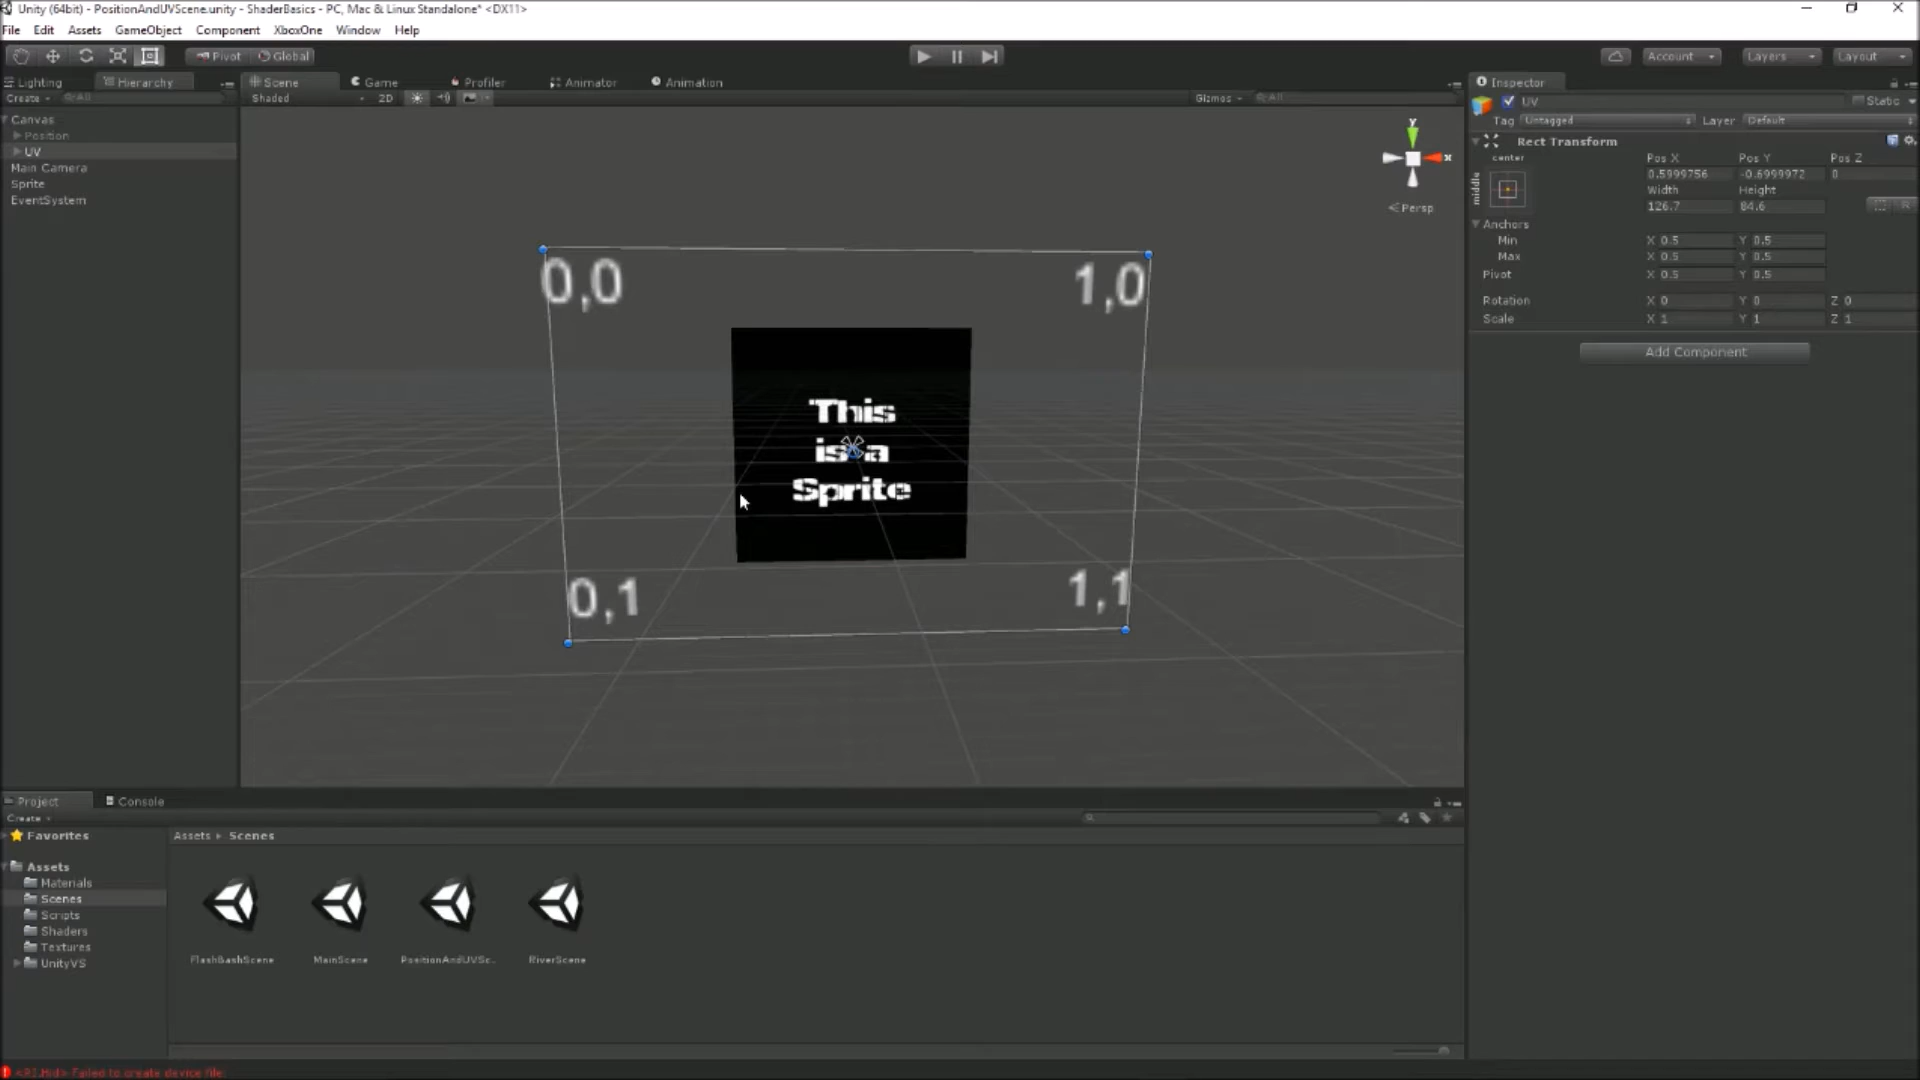 Unity (64bit) - PositionAndUVScene.unity - ShaderBasics - PC, Mac & Linux Standalone* <DX11>
File Edit Assets GameObject Component XboxOne Window Help
Pivot Global Account Layers Layout
Lighting Hierarchy Scene Game Profiler Animator Animation Inspector
Create All Shaded 2D Gizmos All
UV Static
Tag Untagged Layer Default
Canvas
Position
UV
Main Camera
Sprite
EventSystem
Rect Transform
center Pos X Pos Y Pos Z
middle 0.5999756 -0.6999972 0
Width Height
126.7 84.6 R
Anchors
Min X 0.5 Y 0.5
Max X 0.5 Y 0.5
Pivot X 0.5 Y 0.5
Rotation X 0 Y 0 Z 0
Scale X 1 Y 1 Z 1
Add Component
y
x
Persp
0,0 1,0
This
is a
Sprite
0,1 1,1
Project Console
Create
Favorites
Assets
Materials
Scenes
Scripts
Shaders
Textures
UnityVS
Assets Scenes
FlashBashScene MainScene PositionAndUVSc... RiverScene
Failed to create device file